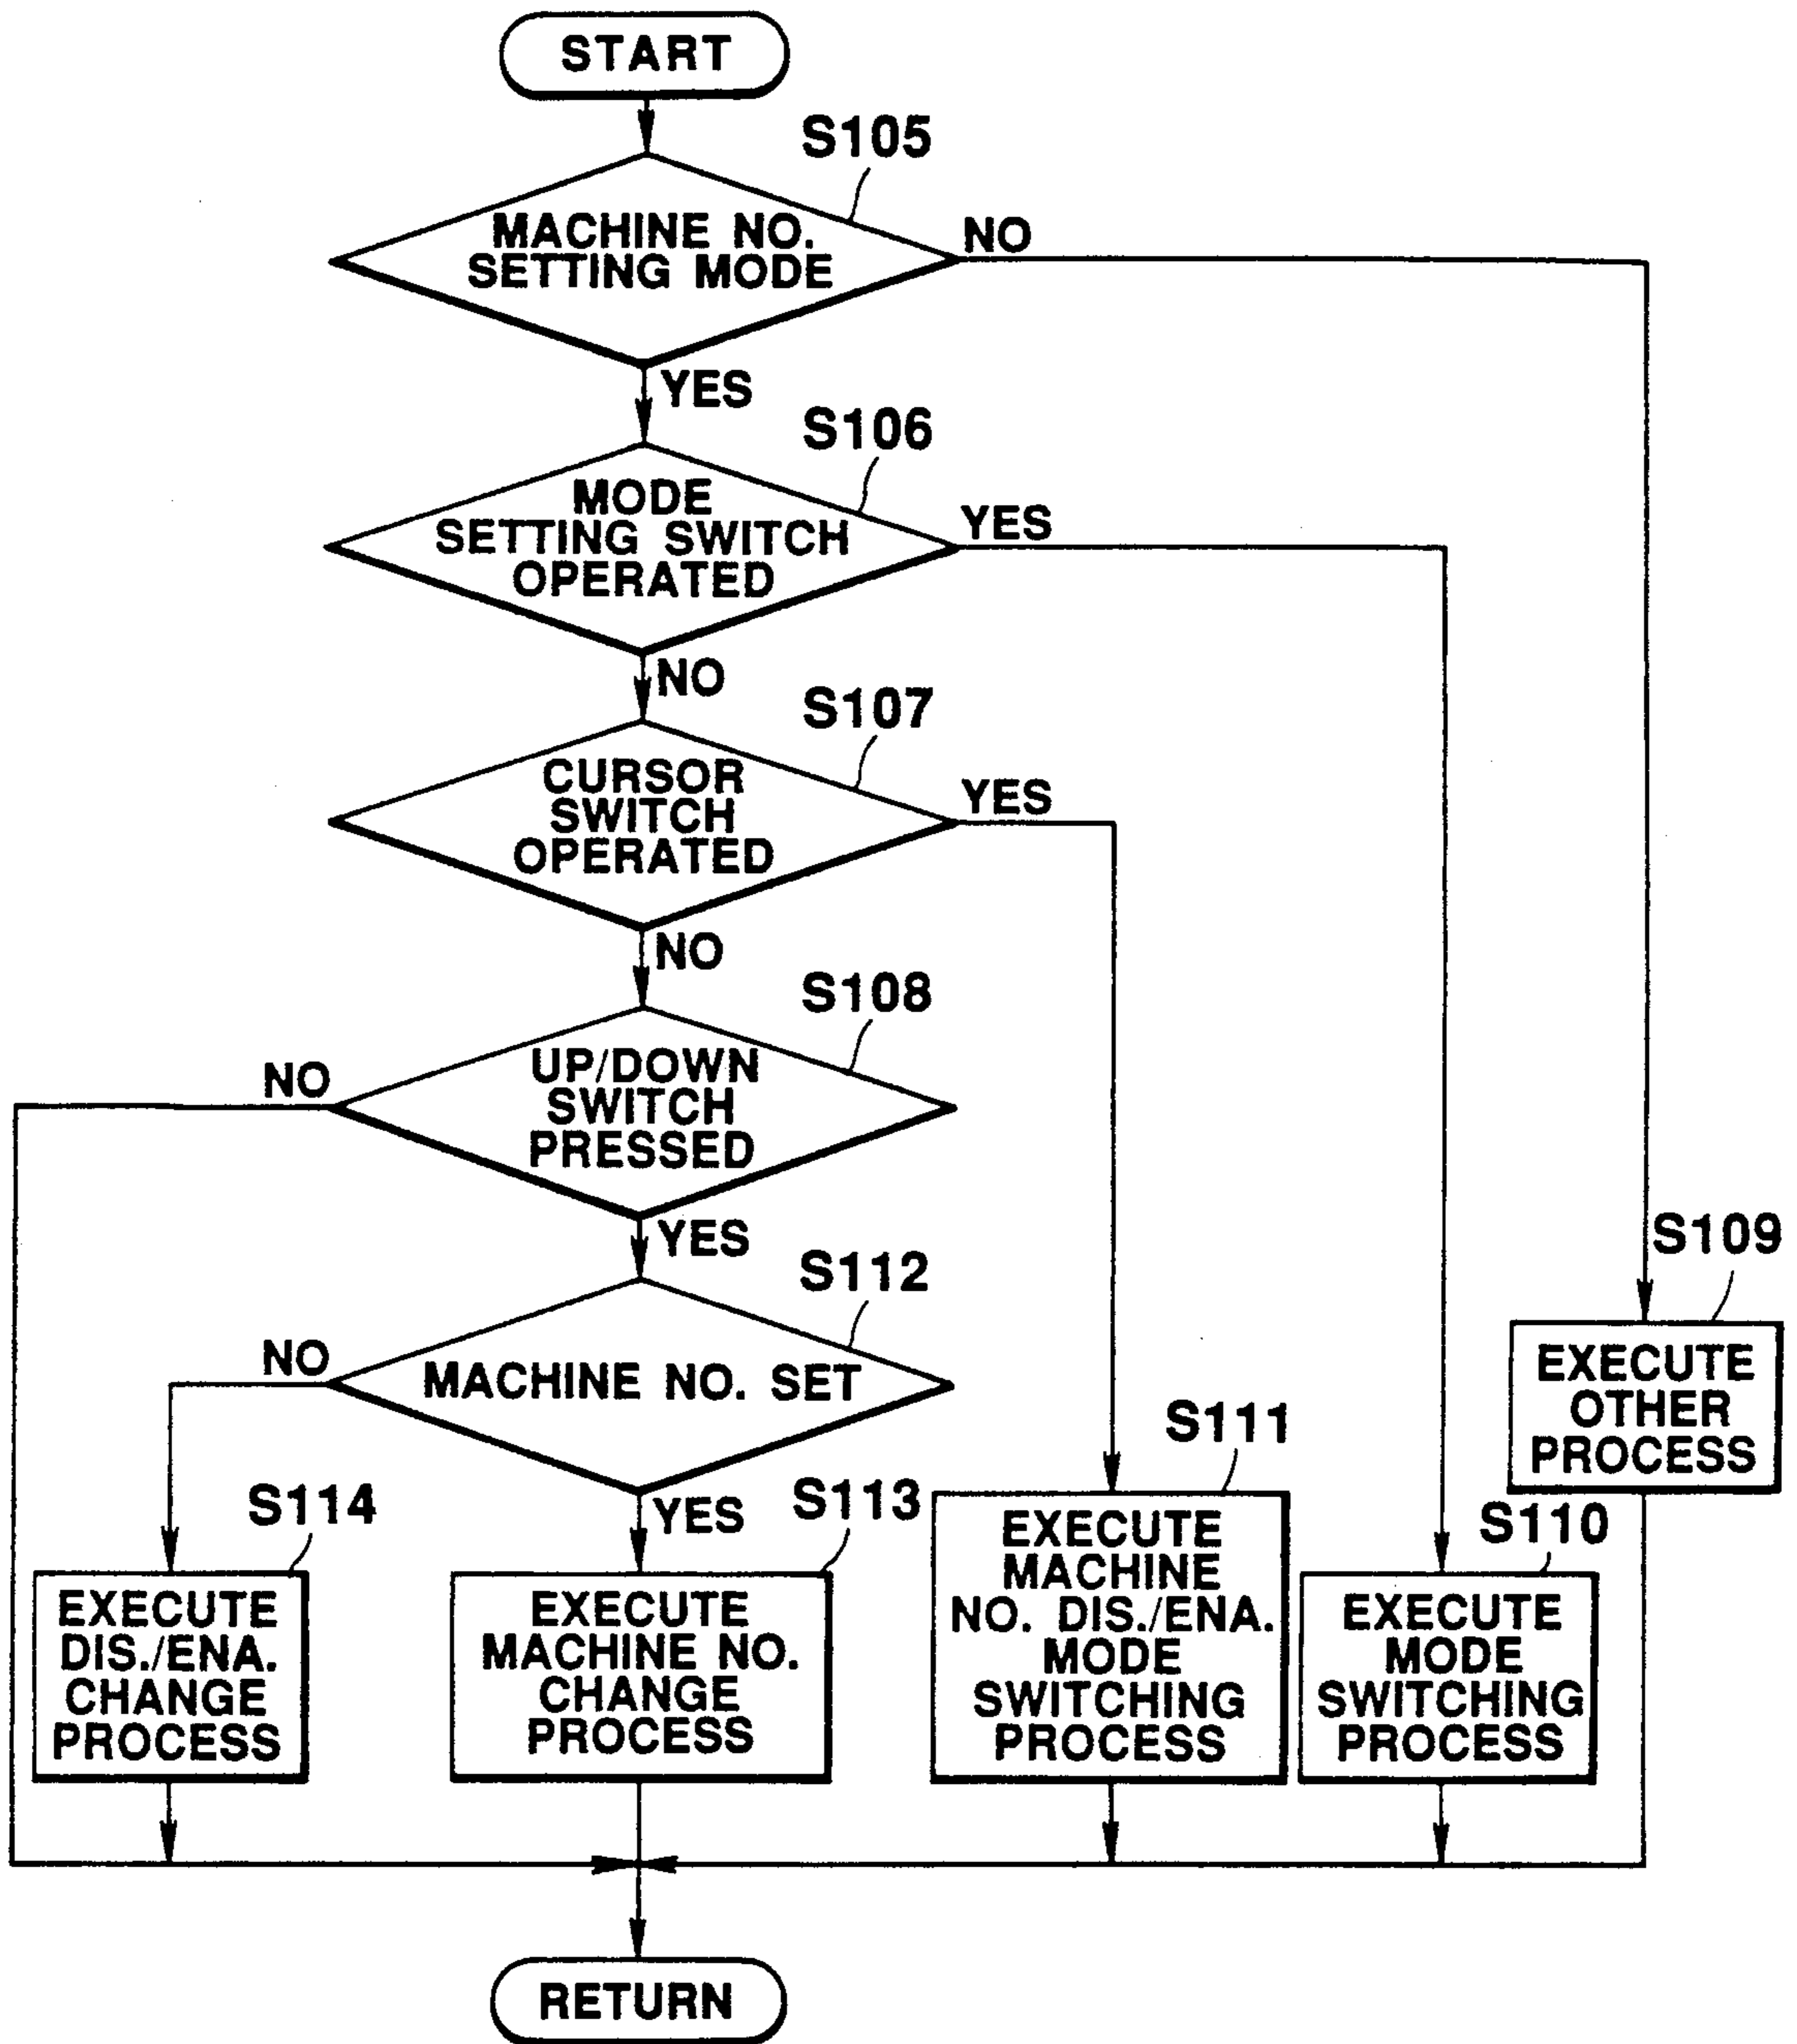 START
S105
MACHINE NO.
SETTING MODE
NO
YES
S106
MODE
SETTING SWITCH
OPERATED
YES
NO
S107
CURSOR
SWITCH
OPERATED
YES
NO
S108
UP/DOWN
SWITCH
PRESSED
NO
YES
S112
MACHINE NO. SET
NO
YES
S109
EXECUTE
OTHER
PROCESS
S111
EXECUTE
MACHINE
NO. DIS./ENA.
MODE
SWITCHING
PROCESS
S110
EXECUTE
MODE
SWITCHING
PROCESS
S114
EXECUTE
DIS./ENA.
CHANGE
PROCESS
S113
EXECUTE
MACHINE NO.
CHANGE
PROCESS
RETURN